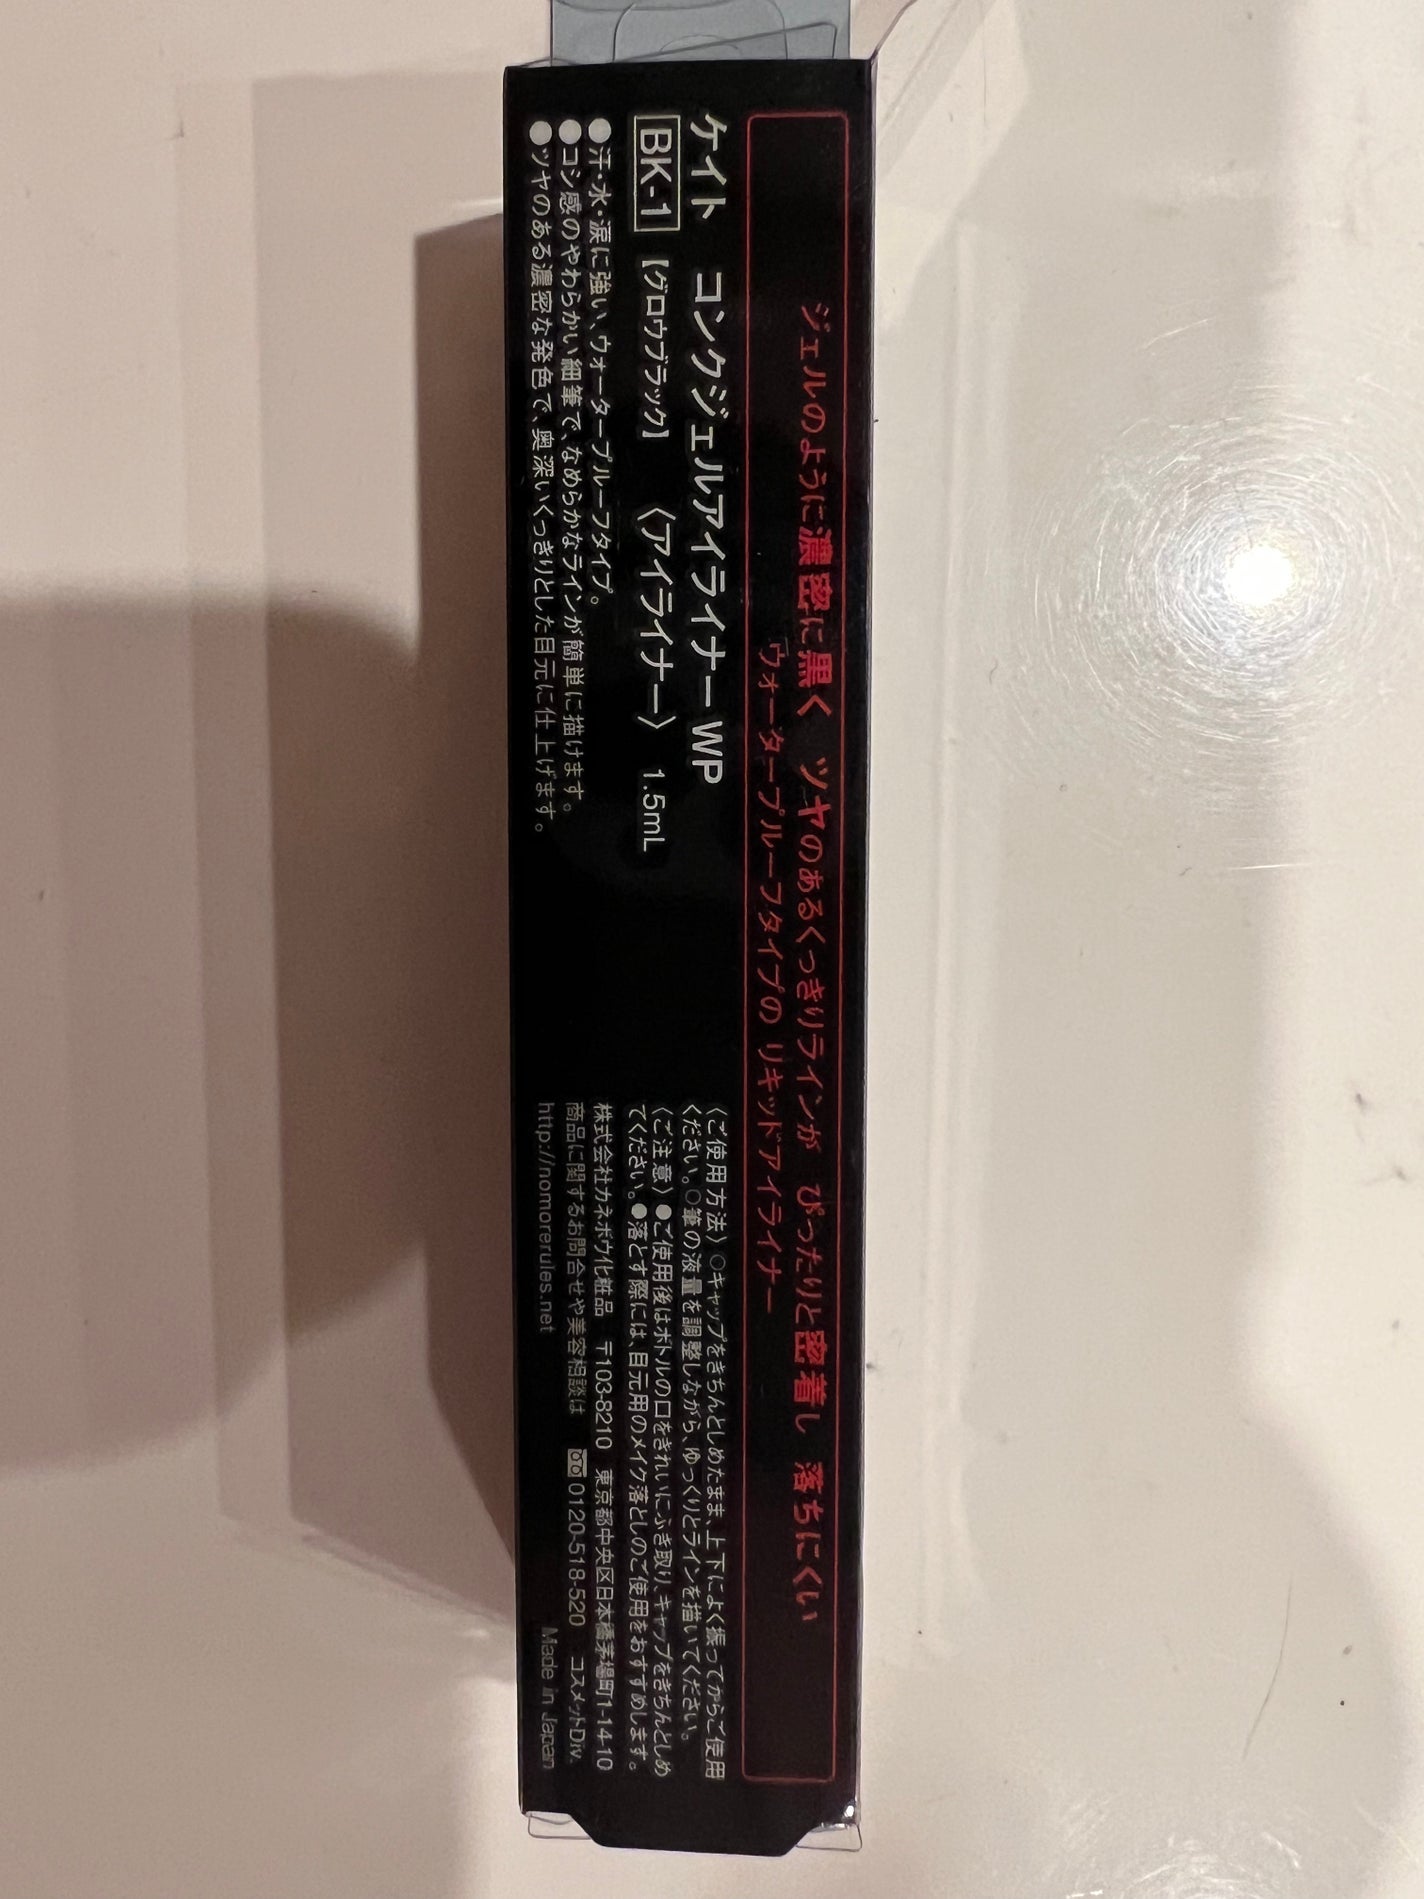 ジェルのように濃密に黒く ツヤのあるくっきりラインが ぴったりと密着し 落ちにくい
ウォータープルーフタイプの リキッドアイライナー
ケイト コンクジェルアイライナーWP
BK-1 【グロウブラック】 〈アイライナー〉 1.5mL
●汗・水・涙に強い、ウォータープルーフタイプ。
●コシ感のやわらかい細筆で、なめらかなラインが簡単に描けます。
●ツヤのある濃密な発色で、奥深いくっきりとした目元に仕上げます。
〈ご使用方法〉○キャップをきちんとしめたまま、上下によく振ってからご使用
ください。○筆の液量を調整しながら、ゆっくりとラインを描いてください。
〈ご注意〉●ご使用後はボトルの口をきれいにふき取り、キャップをきちんとしめ
てください。●落とす際には、目元用のメイク落としのご使用をおすすめします。
株式会社カネボウ化粧品 〒103-8210 東京都中央区日本橋茅場町1-14-10
商品に関するお問合せや美容相談は 0120-518-520 コスメットDiv.
http://nomorerules.net Made in Japan